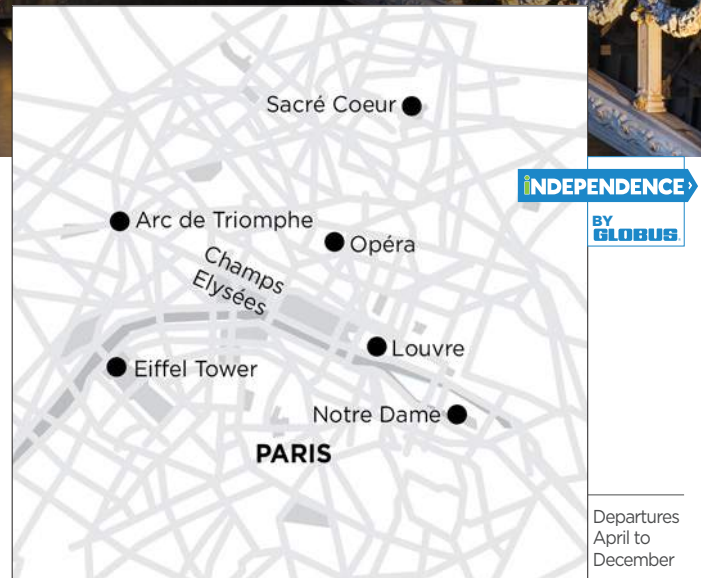 Sacré Coeur
iNDEPENDENCE
BY
GLOBUS.
Arc de Triomphe
Opéra
Champs
Elysées
Louvre
Eiffel Tower
Notre Dame
PARIS
Departures
April to
December